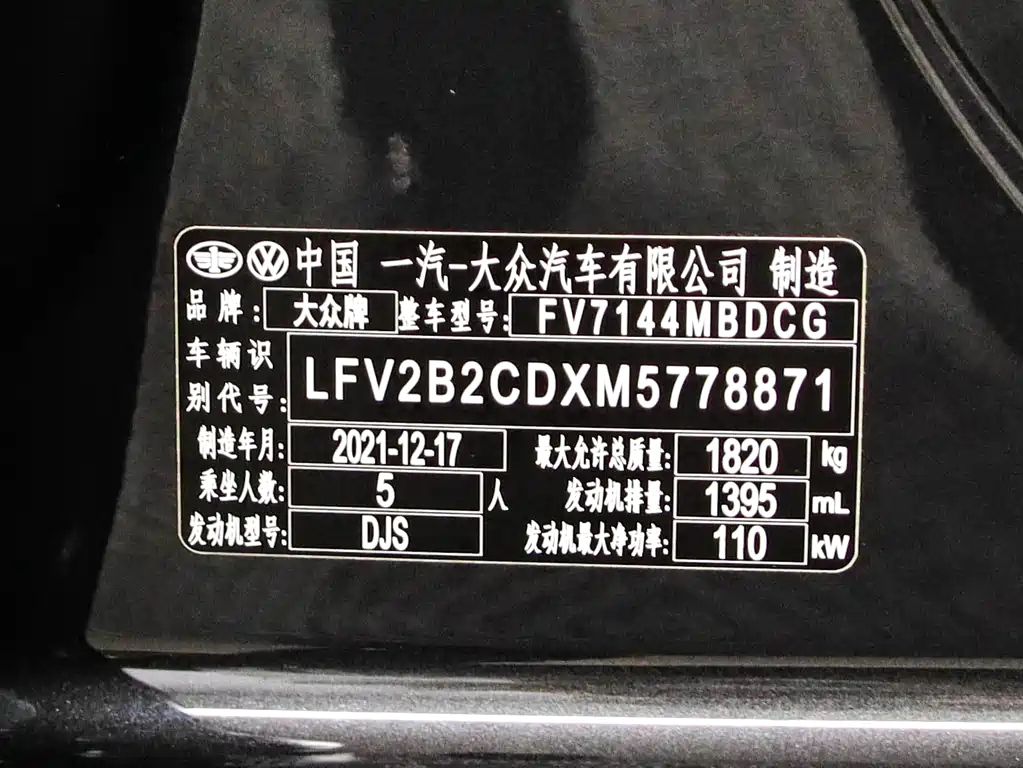 中国 一汽-大众汽车有限公司 制造
品牌: 大众牌 整车型号: FV7144MBDCG
车辆识别代号: LFV2B2CDXM5778871
制造年月: 2021-12-17 最大允许总质量: 1820 kg
乘坐人数: 5 人 发动机排量: 1395 mL
发动机型号: DJS 发动机最大净功率: 110 kW